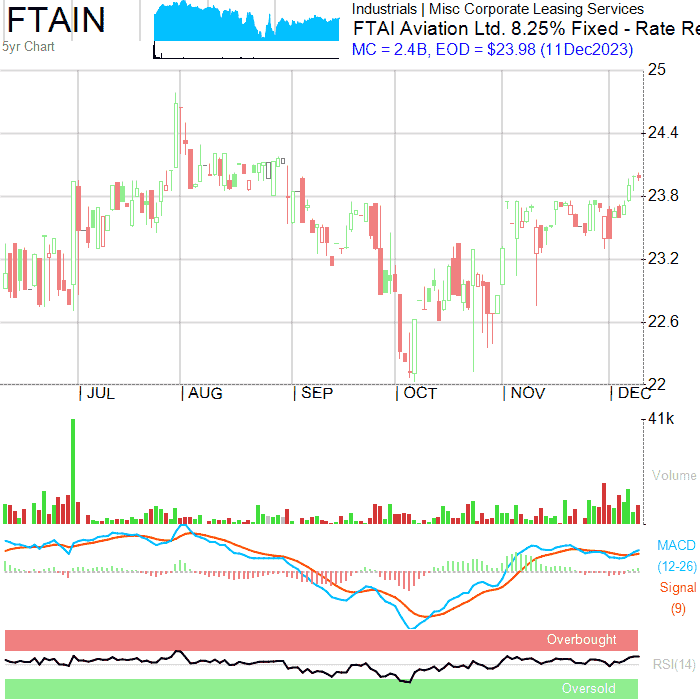 FTAIN
5yr Chart
Industrials | Misc Corporate Leasing Services
FTAI Aviation Ltd. 8.25% Fixed - Rate Re
MC = 2.4B, EOD = $23.98 (11Dec2023)
25
24.4
23.8
23.2
22.6
22
JUL AUG SEP OCT NOV DEC
41k
Volume
MACD
(12-26)
Signal
(9)
Overbought
RSI(14)
Oversold